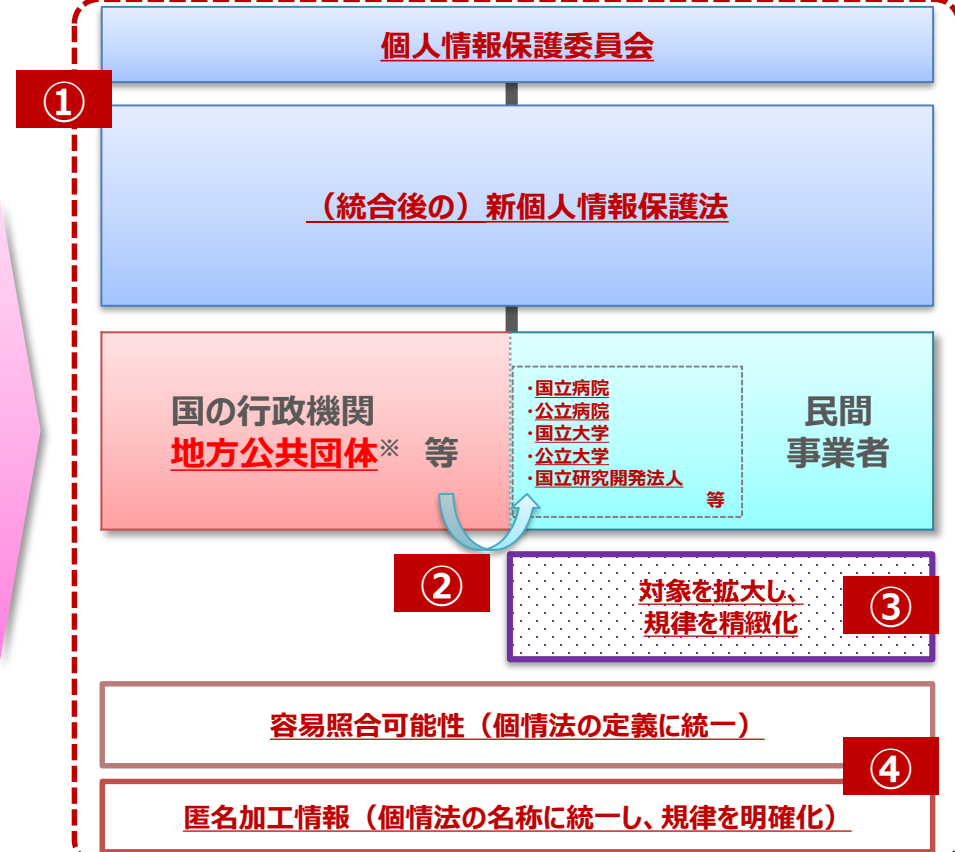 個人情報保護委員会
①
（統合後の）新個人情報保護法
国の行政機関
地方公共団体※ 等
・国立病院
・公立病院
・国立大学
・公立大学
・国立研究開発法人
等
民間
事業者
②
対象を拡大し、
規律を精緻化
③
容易照合可能性（個情法の定義に統一）
④
匿名加工情報（個情法の名称に統一し、規律を明確化）